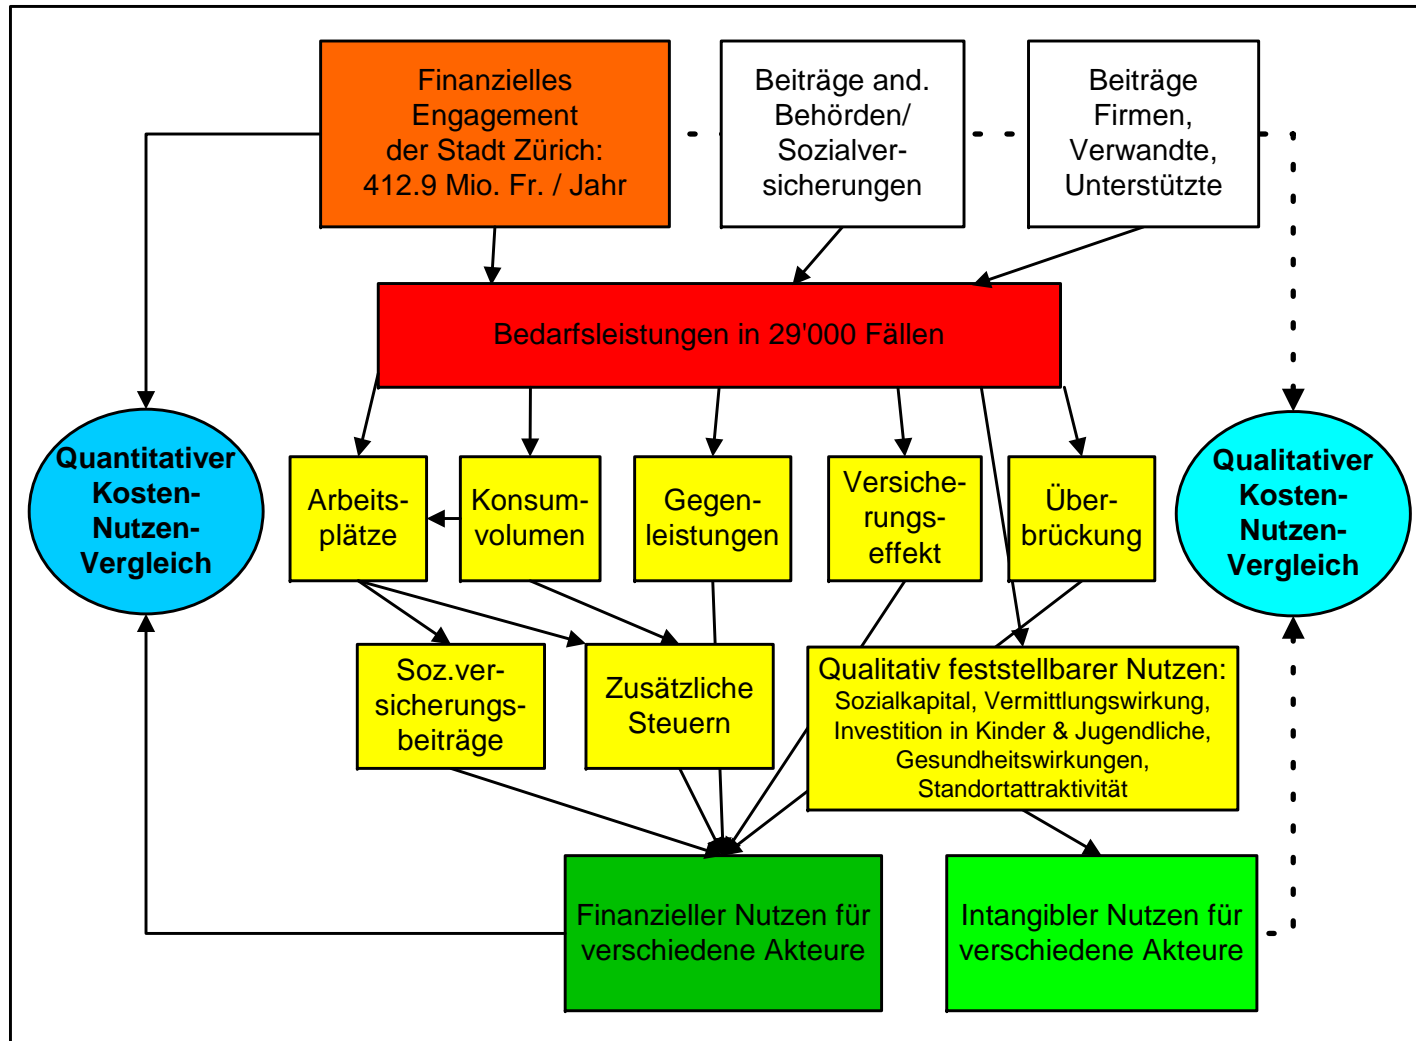 Finanzielles
Engagement
der Stadt Zürich:
412.9 Mio. Fr. / Jahr
Beiträge and.
Behörden/
Sozialver-
sicherungen
Beiträge
Firmen,
Verwandte,
Unterstützte
Bedarfsleistungen in 29'000 Fällen
Quantitativer
Kosten-
Nutzen-
Vergleich
Arbeits-
plätze
Konsum-
volumen
Gegen-
leistungen
Versiche-
rungs-
effekt
Über-
brückung
Qualitativer
Kosten-
Nutzen-
Vergleich
Soz.ver-
sicherungs-
beiträge
Zusätzliche
Steuern
Qualitativ feststellbarer Nutzen:
Sozialkapital, Vermittlungswirkung,
Investition in Kinder & Jugendliche,
Gesundheitswirkungen,
Standortattraktivität
Finanzieller Nutzen für
verschiedene Akteure
Intangibler Nutzen für
verschiedene Akteure